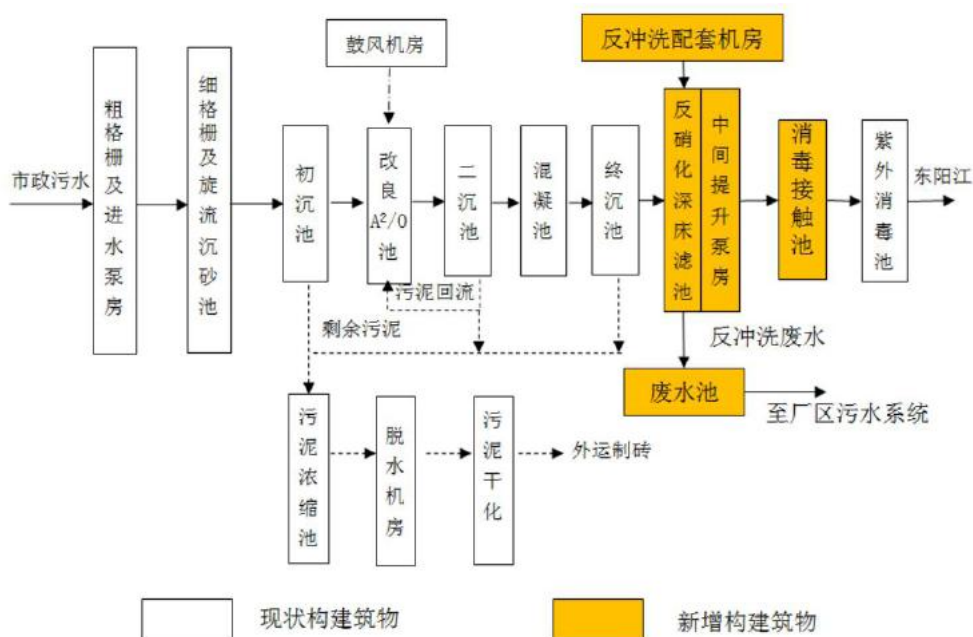 鼓风机房
反冲洗配套机房
市政污水
粗格栅及进水泵房
细格栅及旋流沉砂池
初沉池
改良A²/O池
二沉池
混凝池
终沉池
反硝化深床滤池
中间提升泵房
消毒接触池
紫外消毒池
东阳江
污泥回流
剩余污泥
反冲洗废水
废水池
至厂区污水系统
污泥浓缩池
脱水机房
污泥干化
外运制砖
现状构建筑物
新增构建筑物